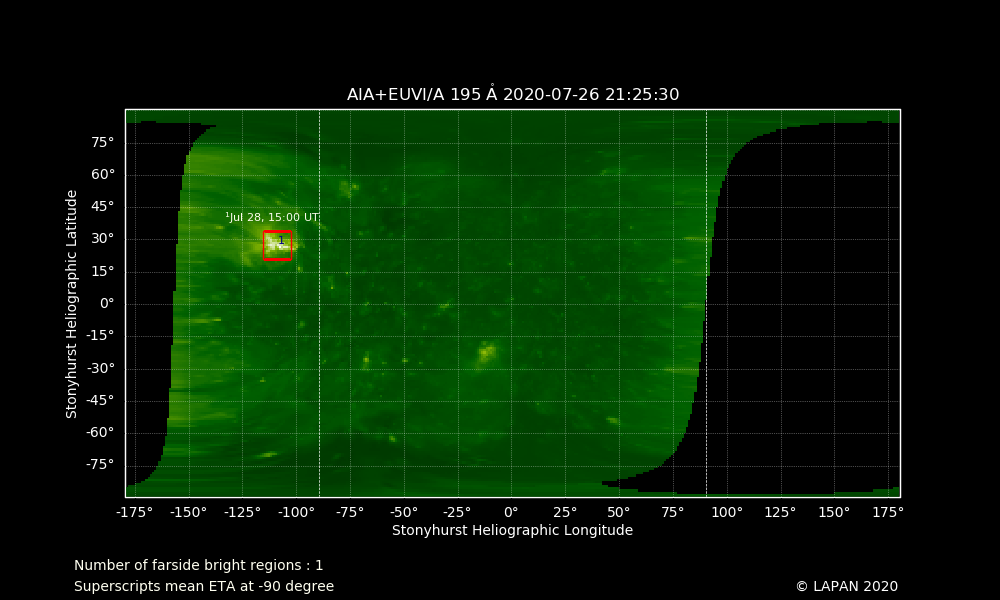 AIA+EUVI/A 195 Å 2020-07-26 21:25:30
Stonyhurst Heliographic Latitude
75°
60°
45°
30°
15°
0°
-15°
-30°
-45°
-60°
-75°
¹Jul 28, 15:00 UT
1
-175° -150° -125° -100° -75° -50° -25° 0° 25° 50° 75° 100° 125° 150° 175°
Stonyhurst Heliographic Longitude
Number of farside bright regions : 1
Superscripts mean ETA at -90 degree
© LAPAN 2020